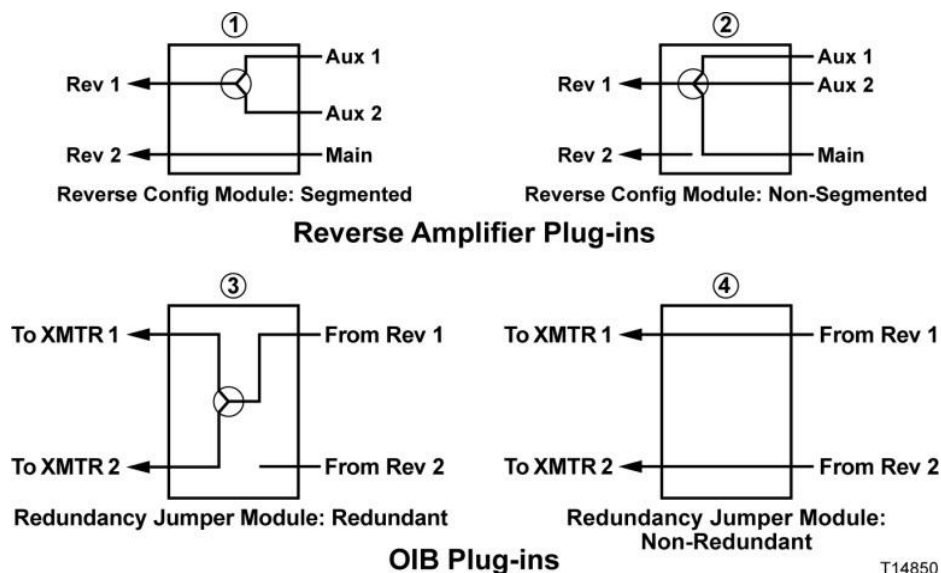 ① ②
Aux 1 Aux 1
Rev 1 Rev 1 Aux 2
Aux 2
Rev 2 Main Rev 2 Main
Reverse Config Module: Segmented Reverse Config Module: Non-Segmented
Reverse Amplifier Plug-ins
③ ④
To XMTR 1 From Rev 1 To XMTR 1 From Rev 1
To XMTR 2 From Rev 2 To XMTR 2 From Rev 2
Redundancy Jumper Module: Redundant Redundancy Jumper Module:
Non-Redundant
OIB Plug-ins
T14850